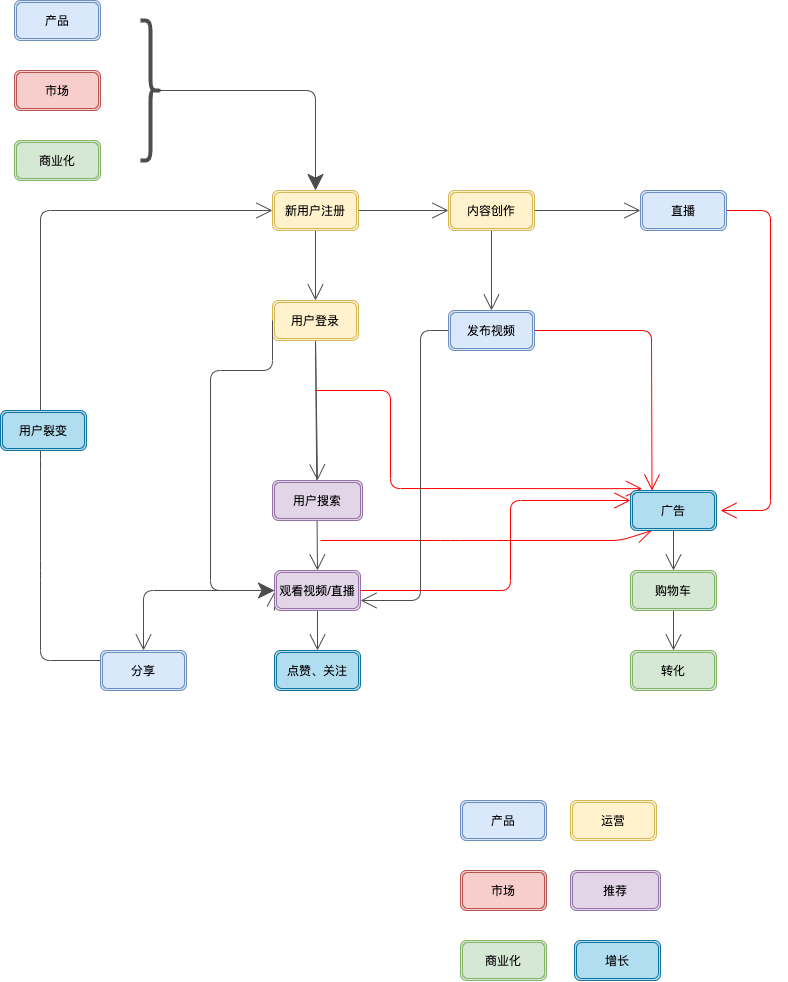 产品
市场
商业化
新用户注册
内容创作
直播
用户登录
发布视频
用户裂变
用户搜索
广告
观看视频/直播
购物车
分享
点赞、关注
转化
产品
运营
市场
推荐
商业化
增长